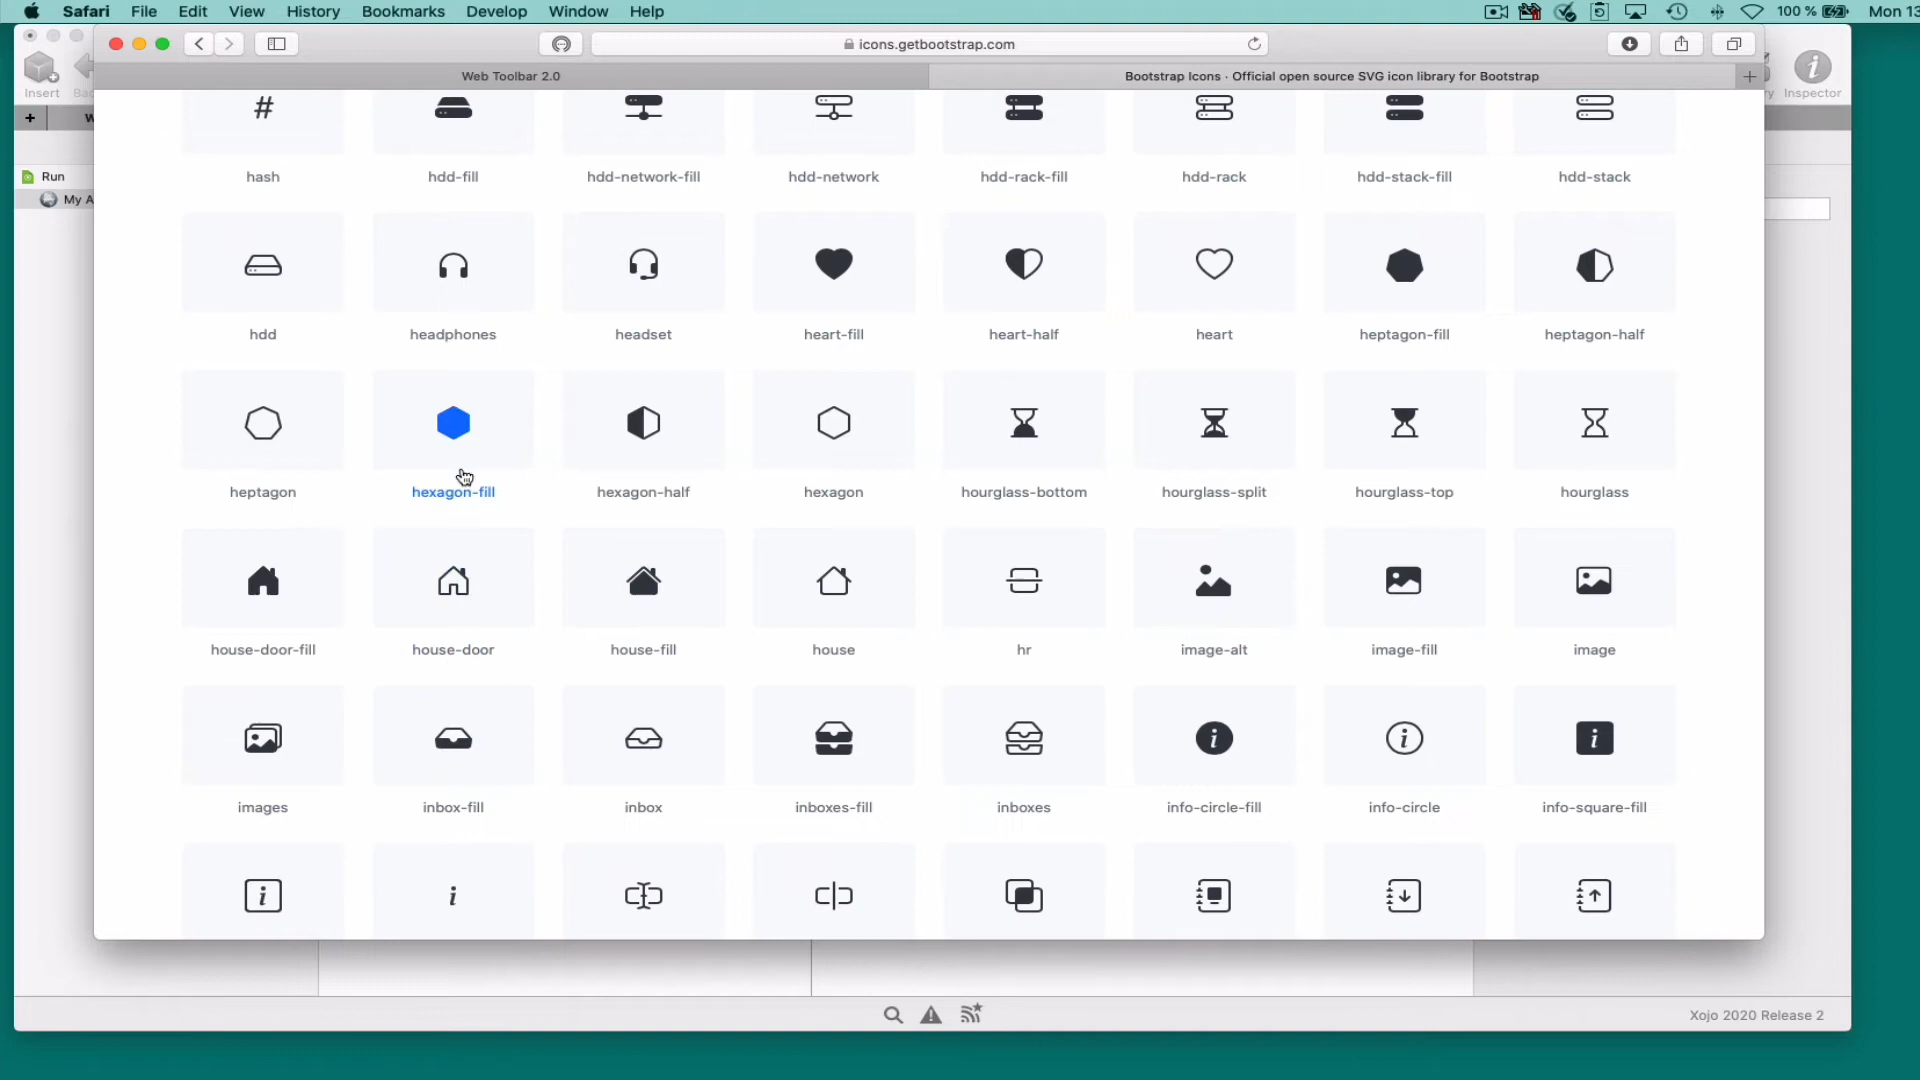 Safari File Edit View History Bookmarks Develop Window Help 100 % Mon 13
icons.getbootstrap.com
Web Toolbar 2.0 Bootstrap Icons · Official open source SVG icon library for Bootstrap
Insert Inspector
Run
My A
hash hdd-fill hdd-network-fill hdd-network hdd-rack-fill hdd-rack hdd-stack-fill hdd-stack
hdd headphones headset heart-fill heart-half heart heptagon-fill heptagon-half
heptagon hexagon-fill hexagon-half hexagon hourglass-bottom hourglass-split hourglass-top hourglass
house-door-fill house-door house-fill house hr image-alt image-fill image
images inbox-fill inbox inboxes-fill inboxes info-circle-fill info-circle info-square-fill
Xojo 2020 Release 2